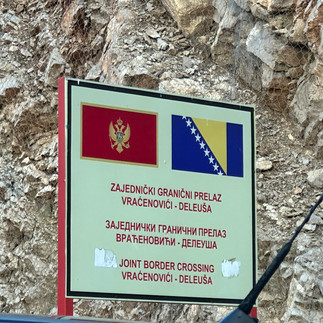 ZAJEDNIČKI GRANIČNI PRELAZ
VRAĆENOVIĆI - DELEUŠA
ЗАЈЕДНИЧКИ ГРАНИЧНИ ПРЕЛАЗ
ВРАЋЕНОВИЋИ - ДЕЛЕУША
JOINT BORDER CROSSING
VRAĆENOVIĆI - DELEUŠA